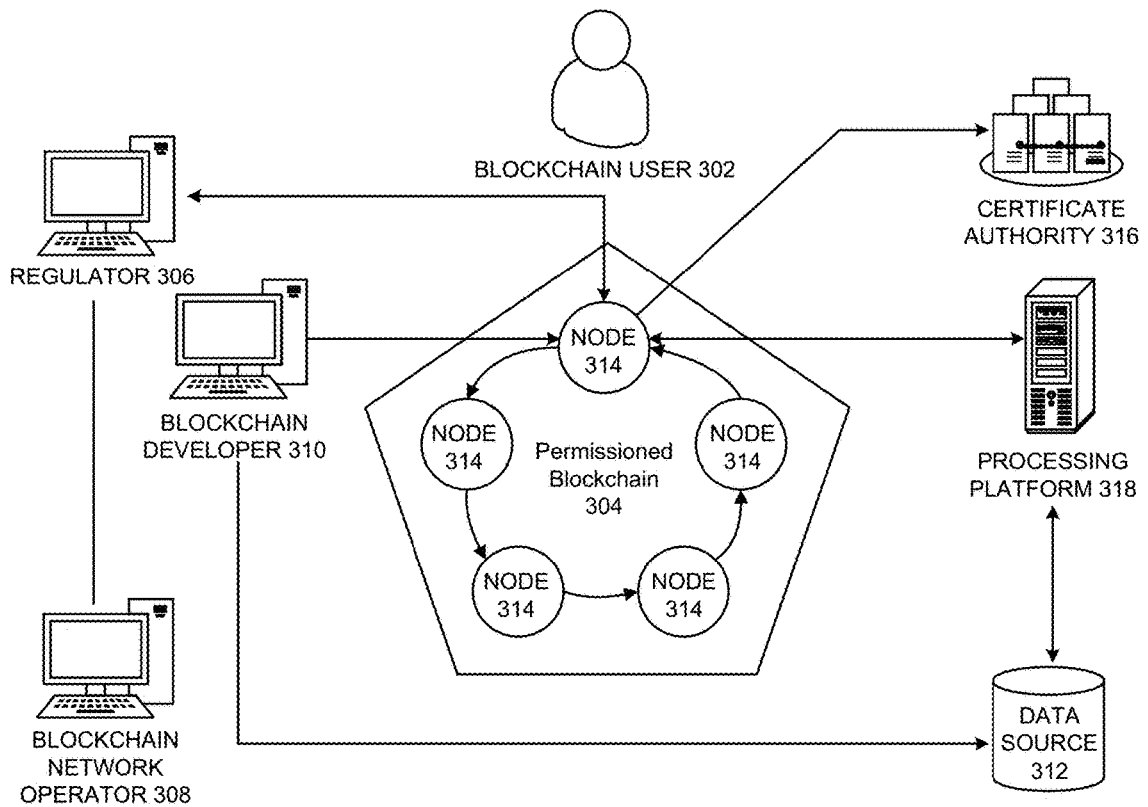 BLOCKCHAIN USER 302
CERTIFICATE
AUTHORITY 316
REGULATOR 306
NODE
314
BLOCKCHAIN
DEVELOPER 310
NODE
314
Permissioned
Blockchain
304
NODE
314
PROCESSING
PLATFORM 318
NODE
314
NODE
314
BLOCKCHAIN
NETWORK
OPERATOR 308
DATA
SOURCE
312